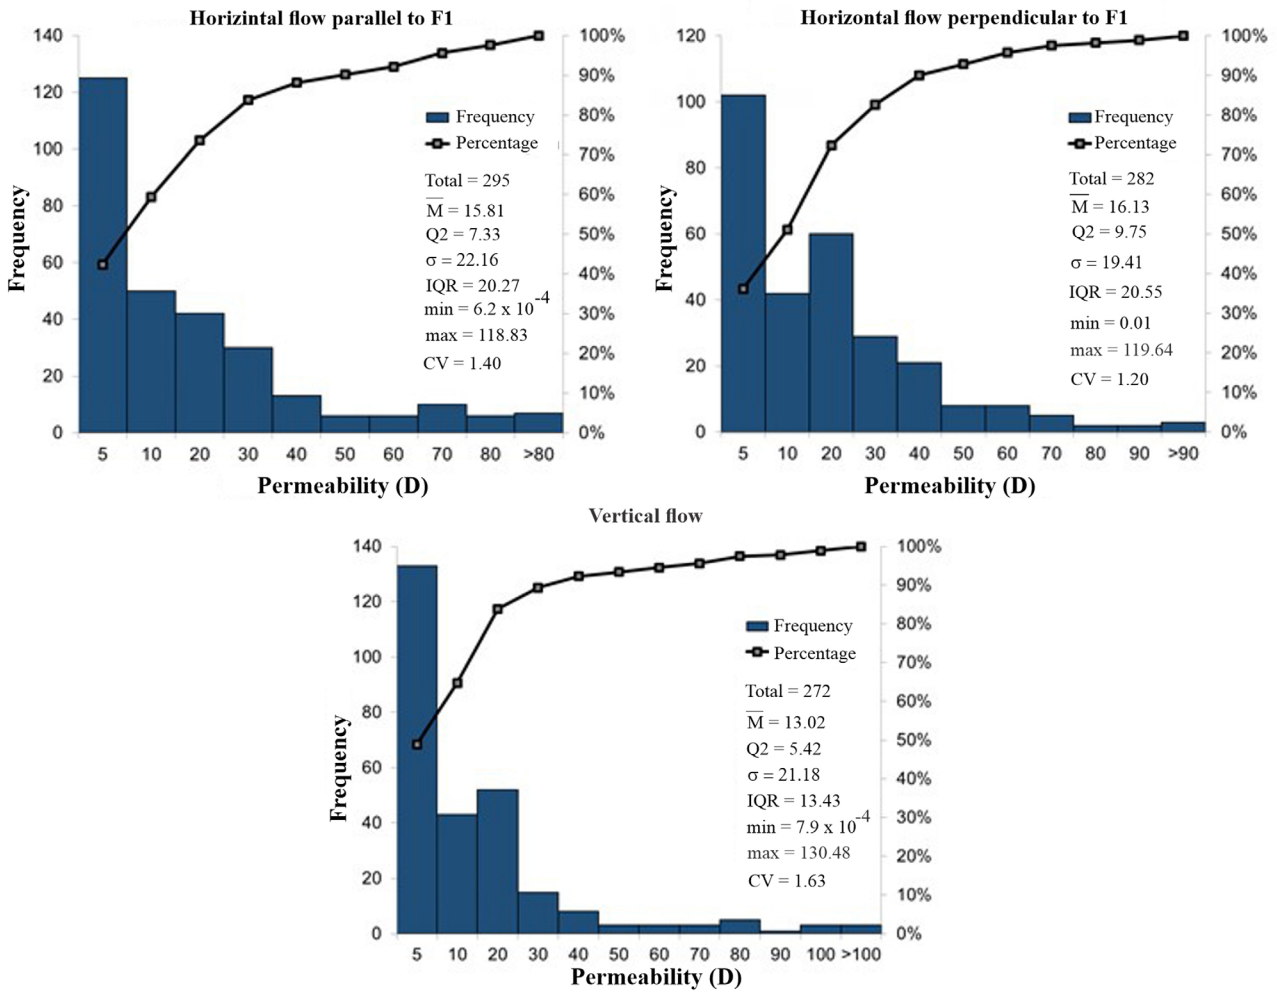 Horizintal flow parallel to F1
140
120
100
80
60
40
20
0
100%
90%
80%
70%
60%
50%
40%
30%
20%
10%
0%
Frequency
Frequency
Percentage
Total = 295
M = 15.81
Q2 = 7.33
σ = 22.16
IQR = 20.27
min = 6.2 x 10-4
max = 118.83
CV = 1.40
5 10 20 30 40 50 60 70 80 >80
Permeability (D)
Horizontal flow perpendicular to F1
120
100
80
60
40
20
0
100%
90%
80%
70%
60%
50%
40%
30%
20%
10%
0%
Frequency
Frequency
Percentage
Total = 282
M = 16.13
Q2 = 9.75
σ = 19.41
IQR = 20.55
min = 0.01
max = 119.64
CV = 1.20
5 10 20 30 40 50 60 70 80 90 >90
Permeability (D)
Vertical flow
140
120
100
80
60
40
20
0
100%
90%
80%
70%
60%
50%
40%
30%
20%
10%
0%
Frequency
Frequency
Percentage
Total = 272
M = 13.02
Q2 = 5.42
σ = 21.18
IQR = 13.43
min = 7.9 x 10-4
max = 130.48
CV = 1.63
5 10 20 30 40 50 60 70 80 90 100 >100
Permeability (D)